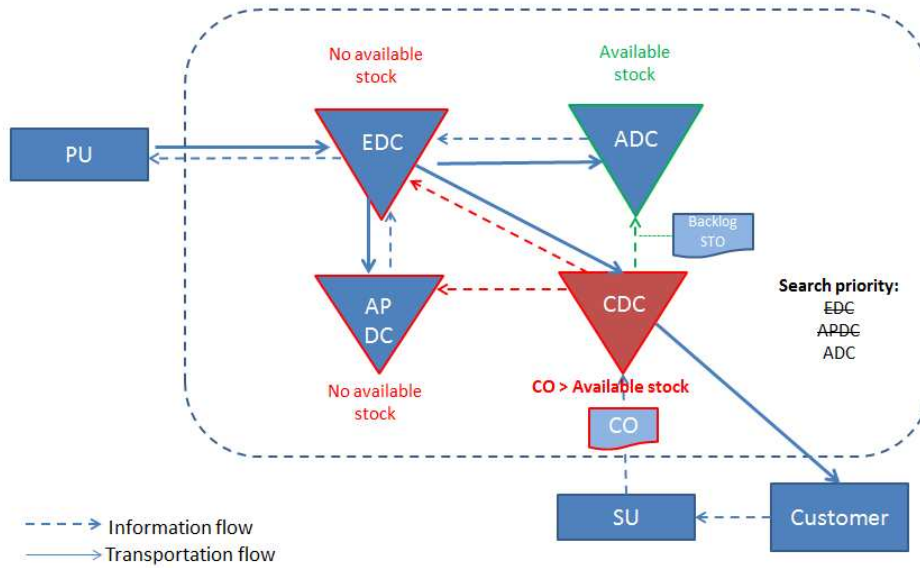 No available
stock
Available
stock
PU
EDC
ADC
Backlog
STO
AP
DC
CDC
Search priority:
EDC
APDC
ADC
No available
stock
CO > Available stock
CO
SU
Customer
Information flow
Transportation flow